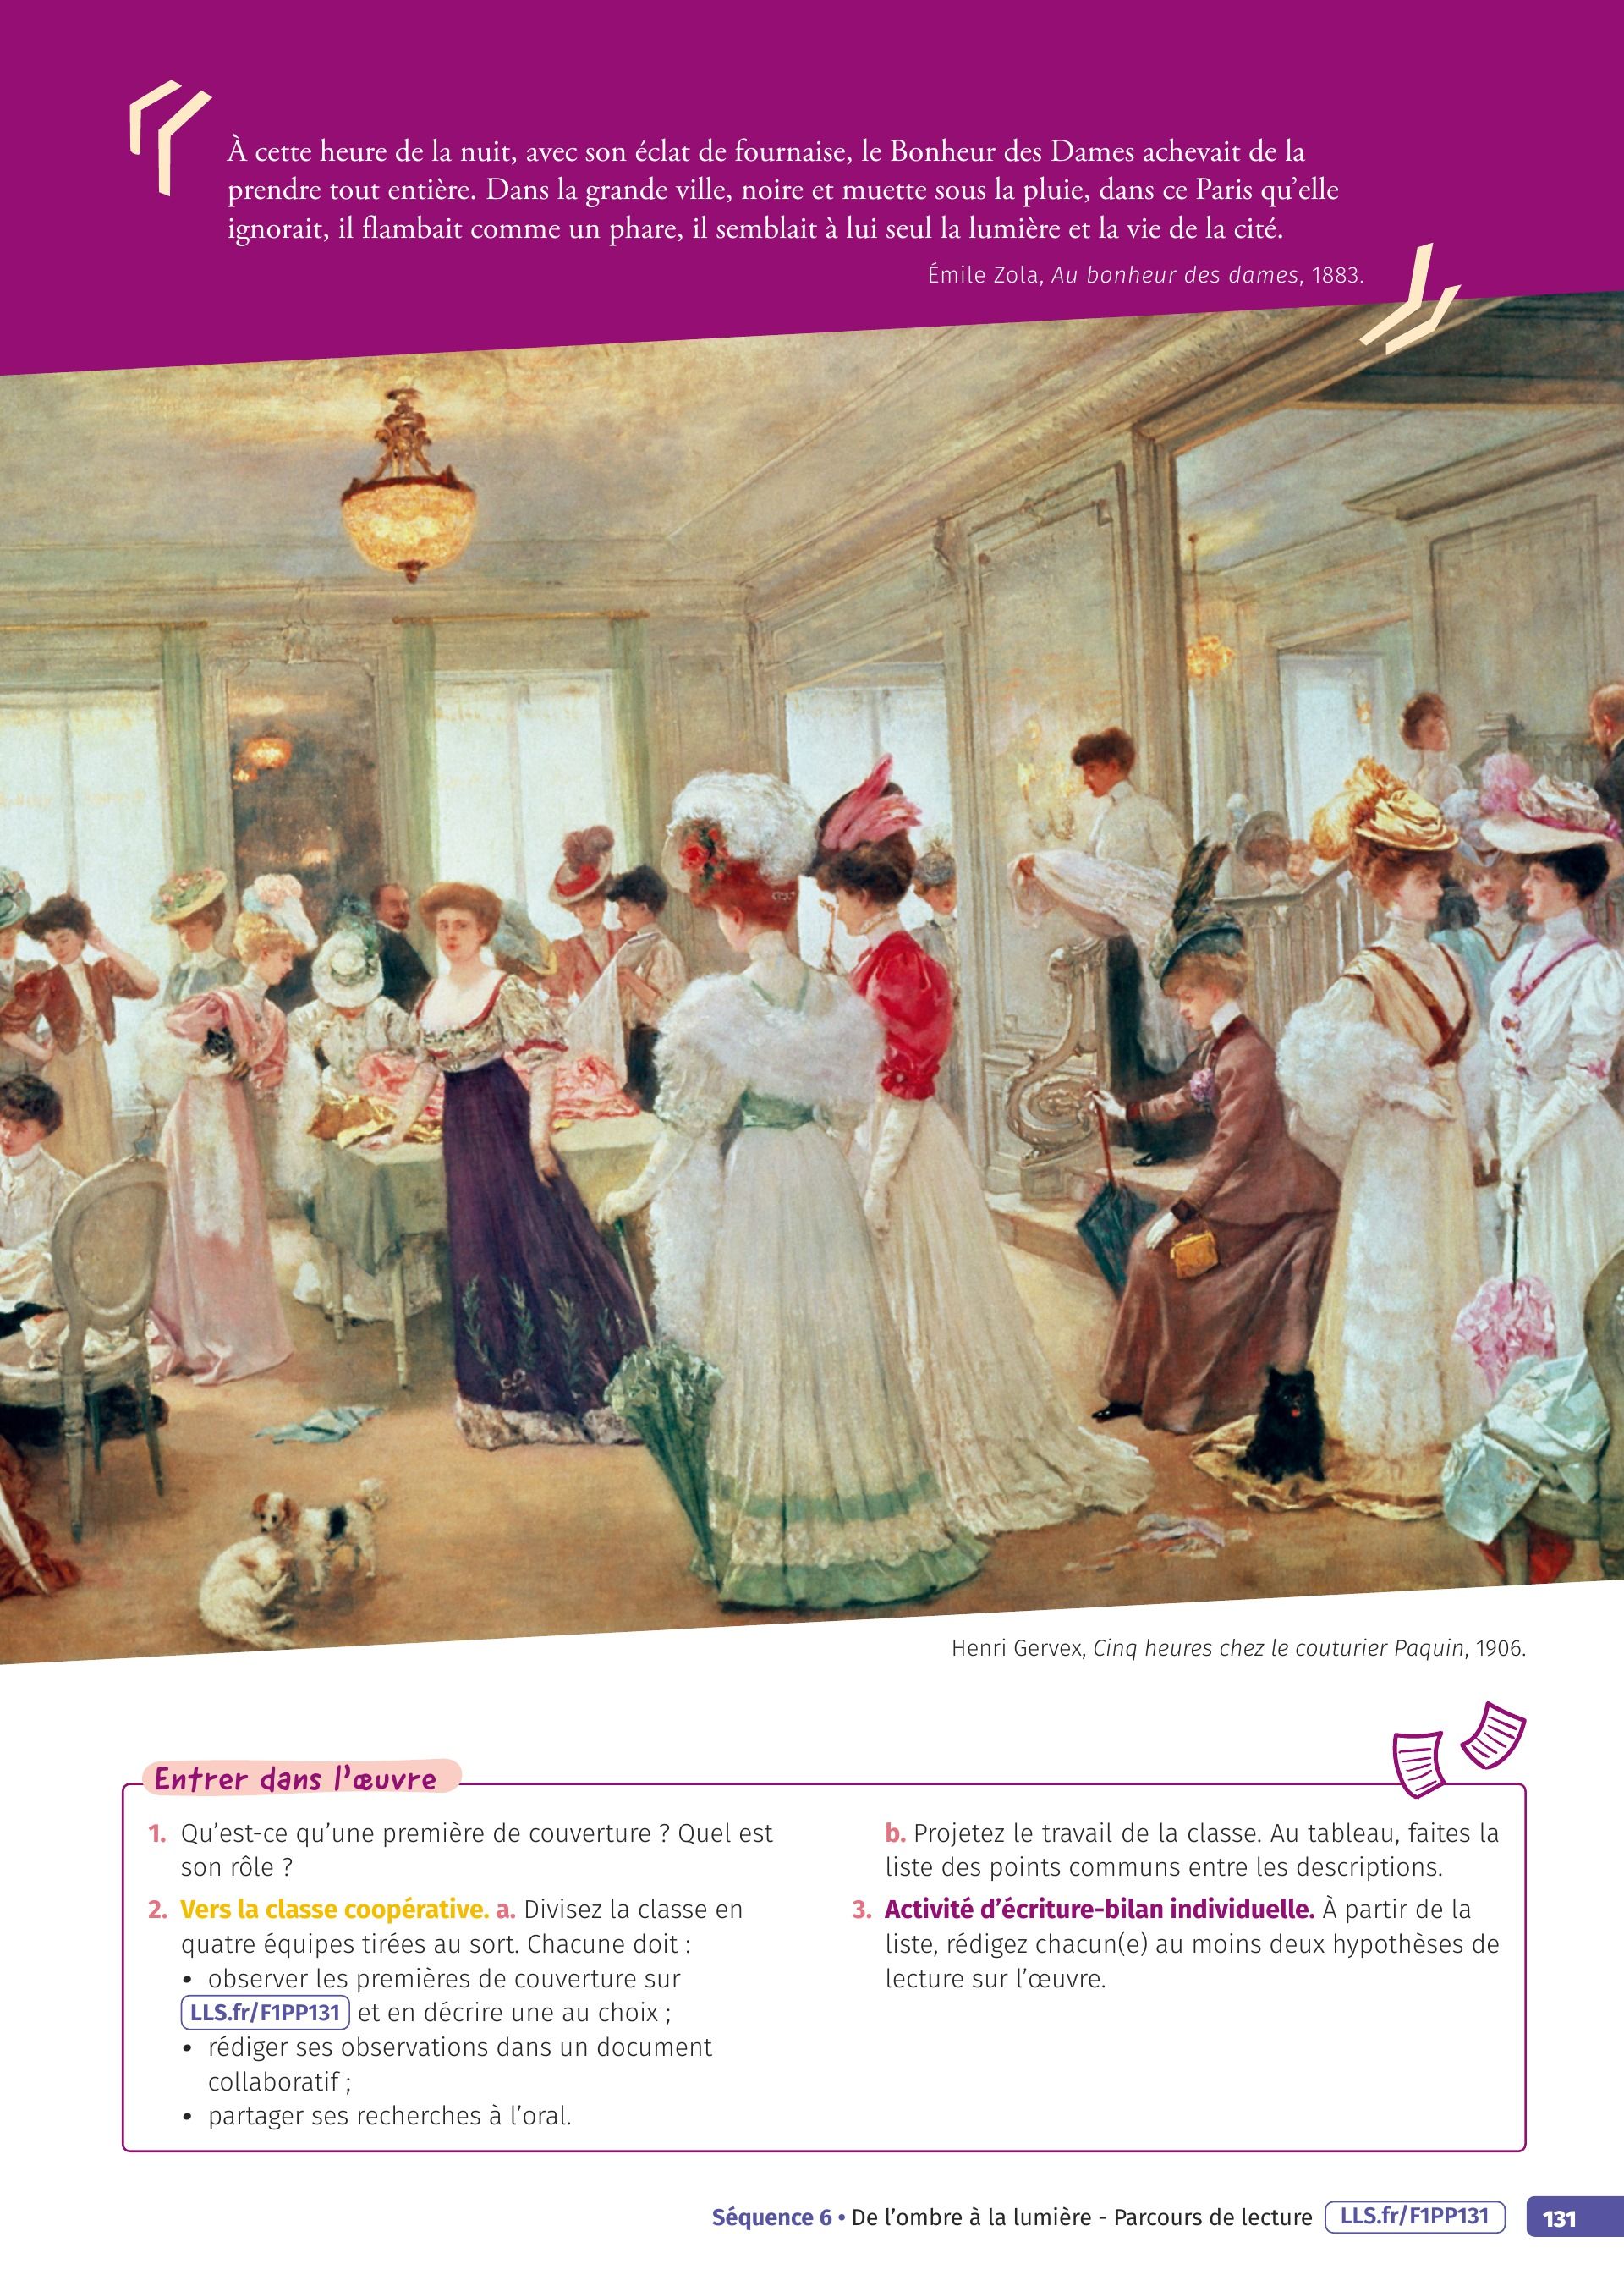 À cette heure de la nuit, avec son éclat de fournaise, le Bonheur des Dames achevait de la
prendre tout entière. Dans la grande ville, noire et muette sous la pluie, dans ce Paris qu’elle
ignorait, il flambait comme un phare, il semblait à lui seul la lumière et la vie de la cité.
Émile Zola, Au bonheur des dames, 1883.
Henri Gervex, Cinq heures chez le couturier Paquin, 1906.
Entrer dans l’œuvre
1. Qu’est-ce qu’une première de couverture ? Quel est
son rôle ?
2. Vers la classe coopérative. a. Divisez la classe en
quatre équipes tirées au sort. Chacune doit :
• observer les premières de couverture sur
LLS.fr/F1PP131 et en décrire une au choix ;
• rédiger ses observations dans un document
collaboratif ;
• partager ses recherches à l’oral.
b. Projetez le travail de la classe. Au tableau, faites la
liste des points communs entre les descriptions.
3. Activité d’écriture-bilan individuelle. À partir de la
liste, rédigez chacun(e) au moins deux hypothèses de
lecture sur l’œuvre.
Séquence 6 • De l’ombre à la lumière - Parcours de lecture LLS.fr/F1PP131 131